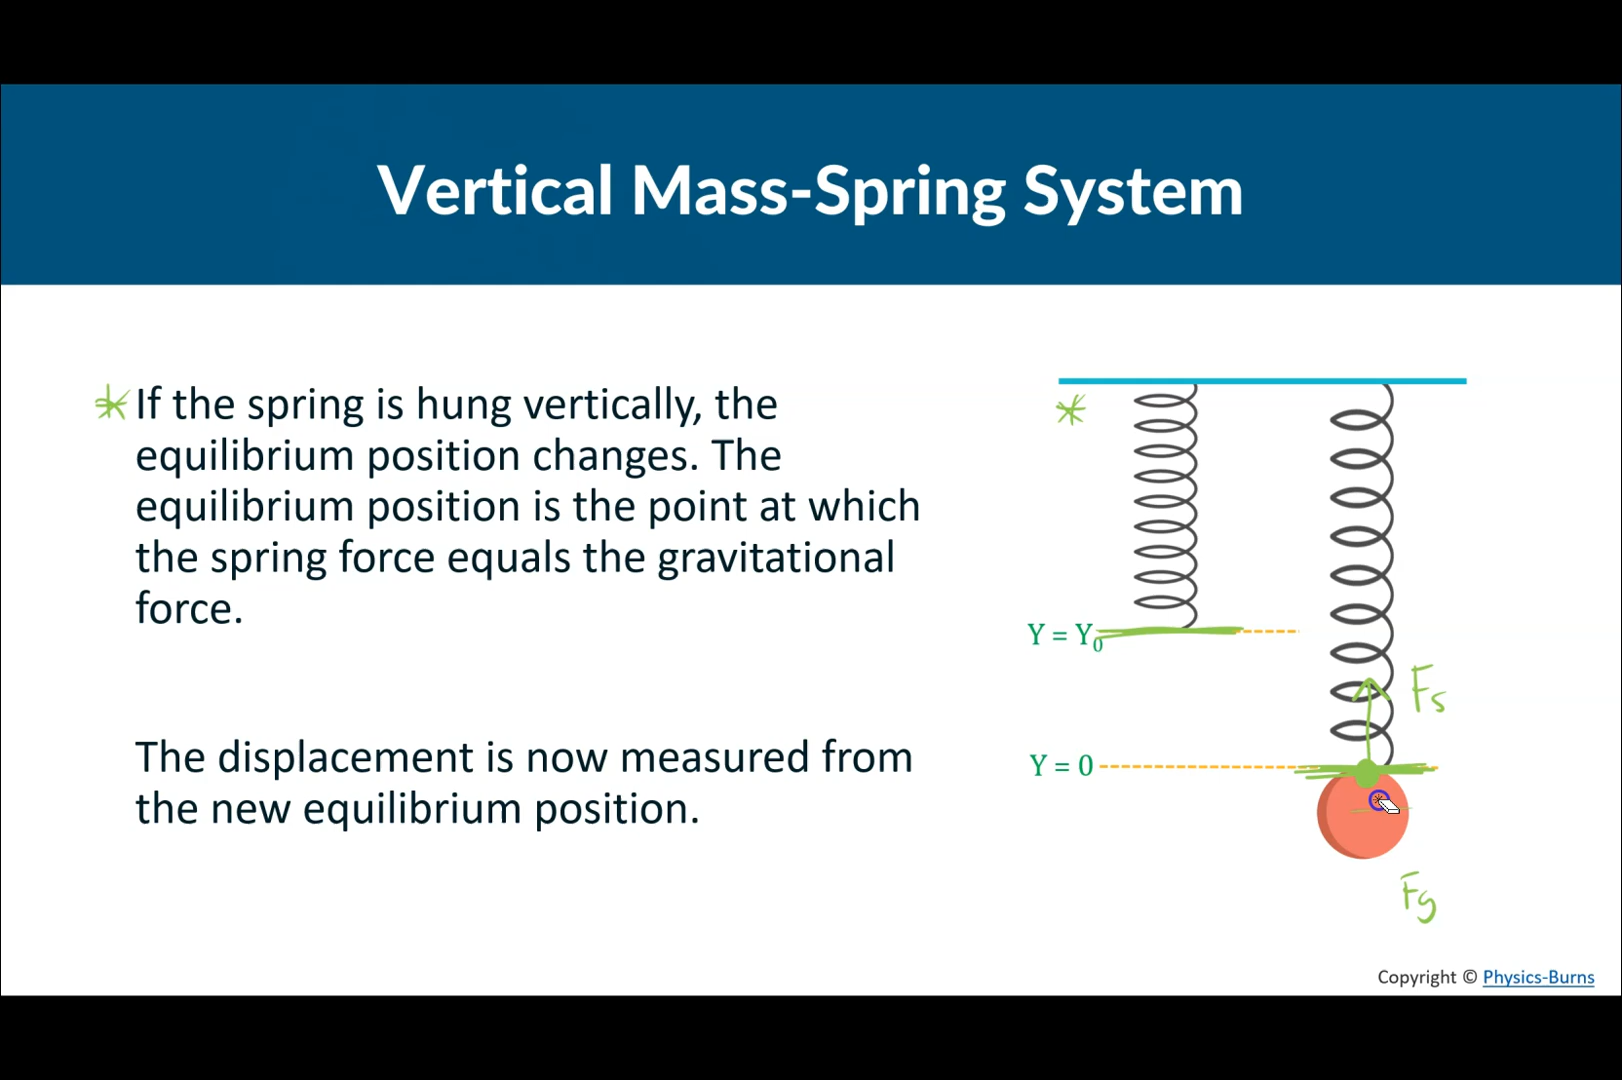 Vertical Mass-Spring System
* If the spring is hung vertically, the
equilibrium position changes. The
equilibrium position is the point at which
the spring force equals the gravitational
force.
The displacement is now measured from
the new equilibrium position.
*
Y = Y₀
Fs
Y = 0
Fg
Copyright © Physics-Burns